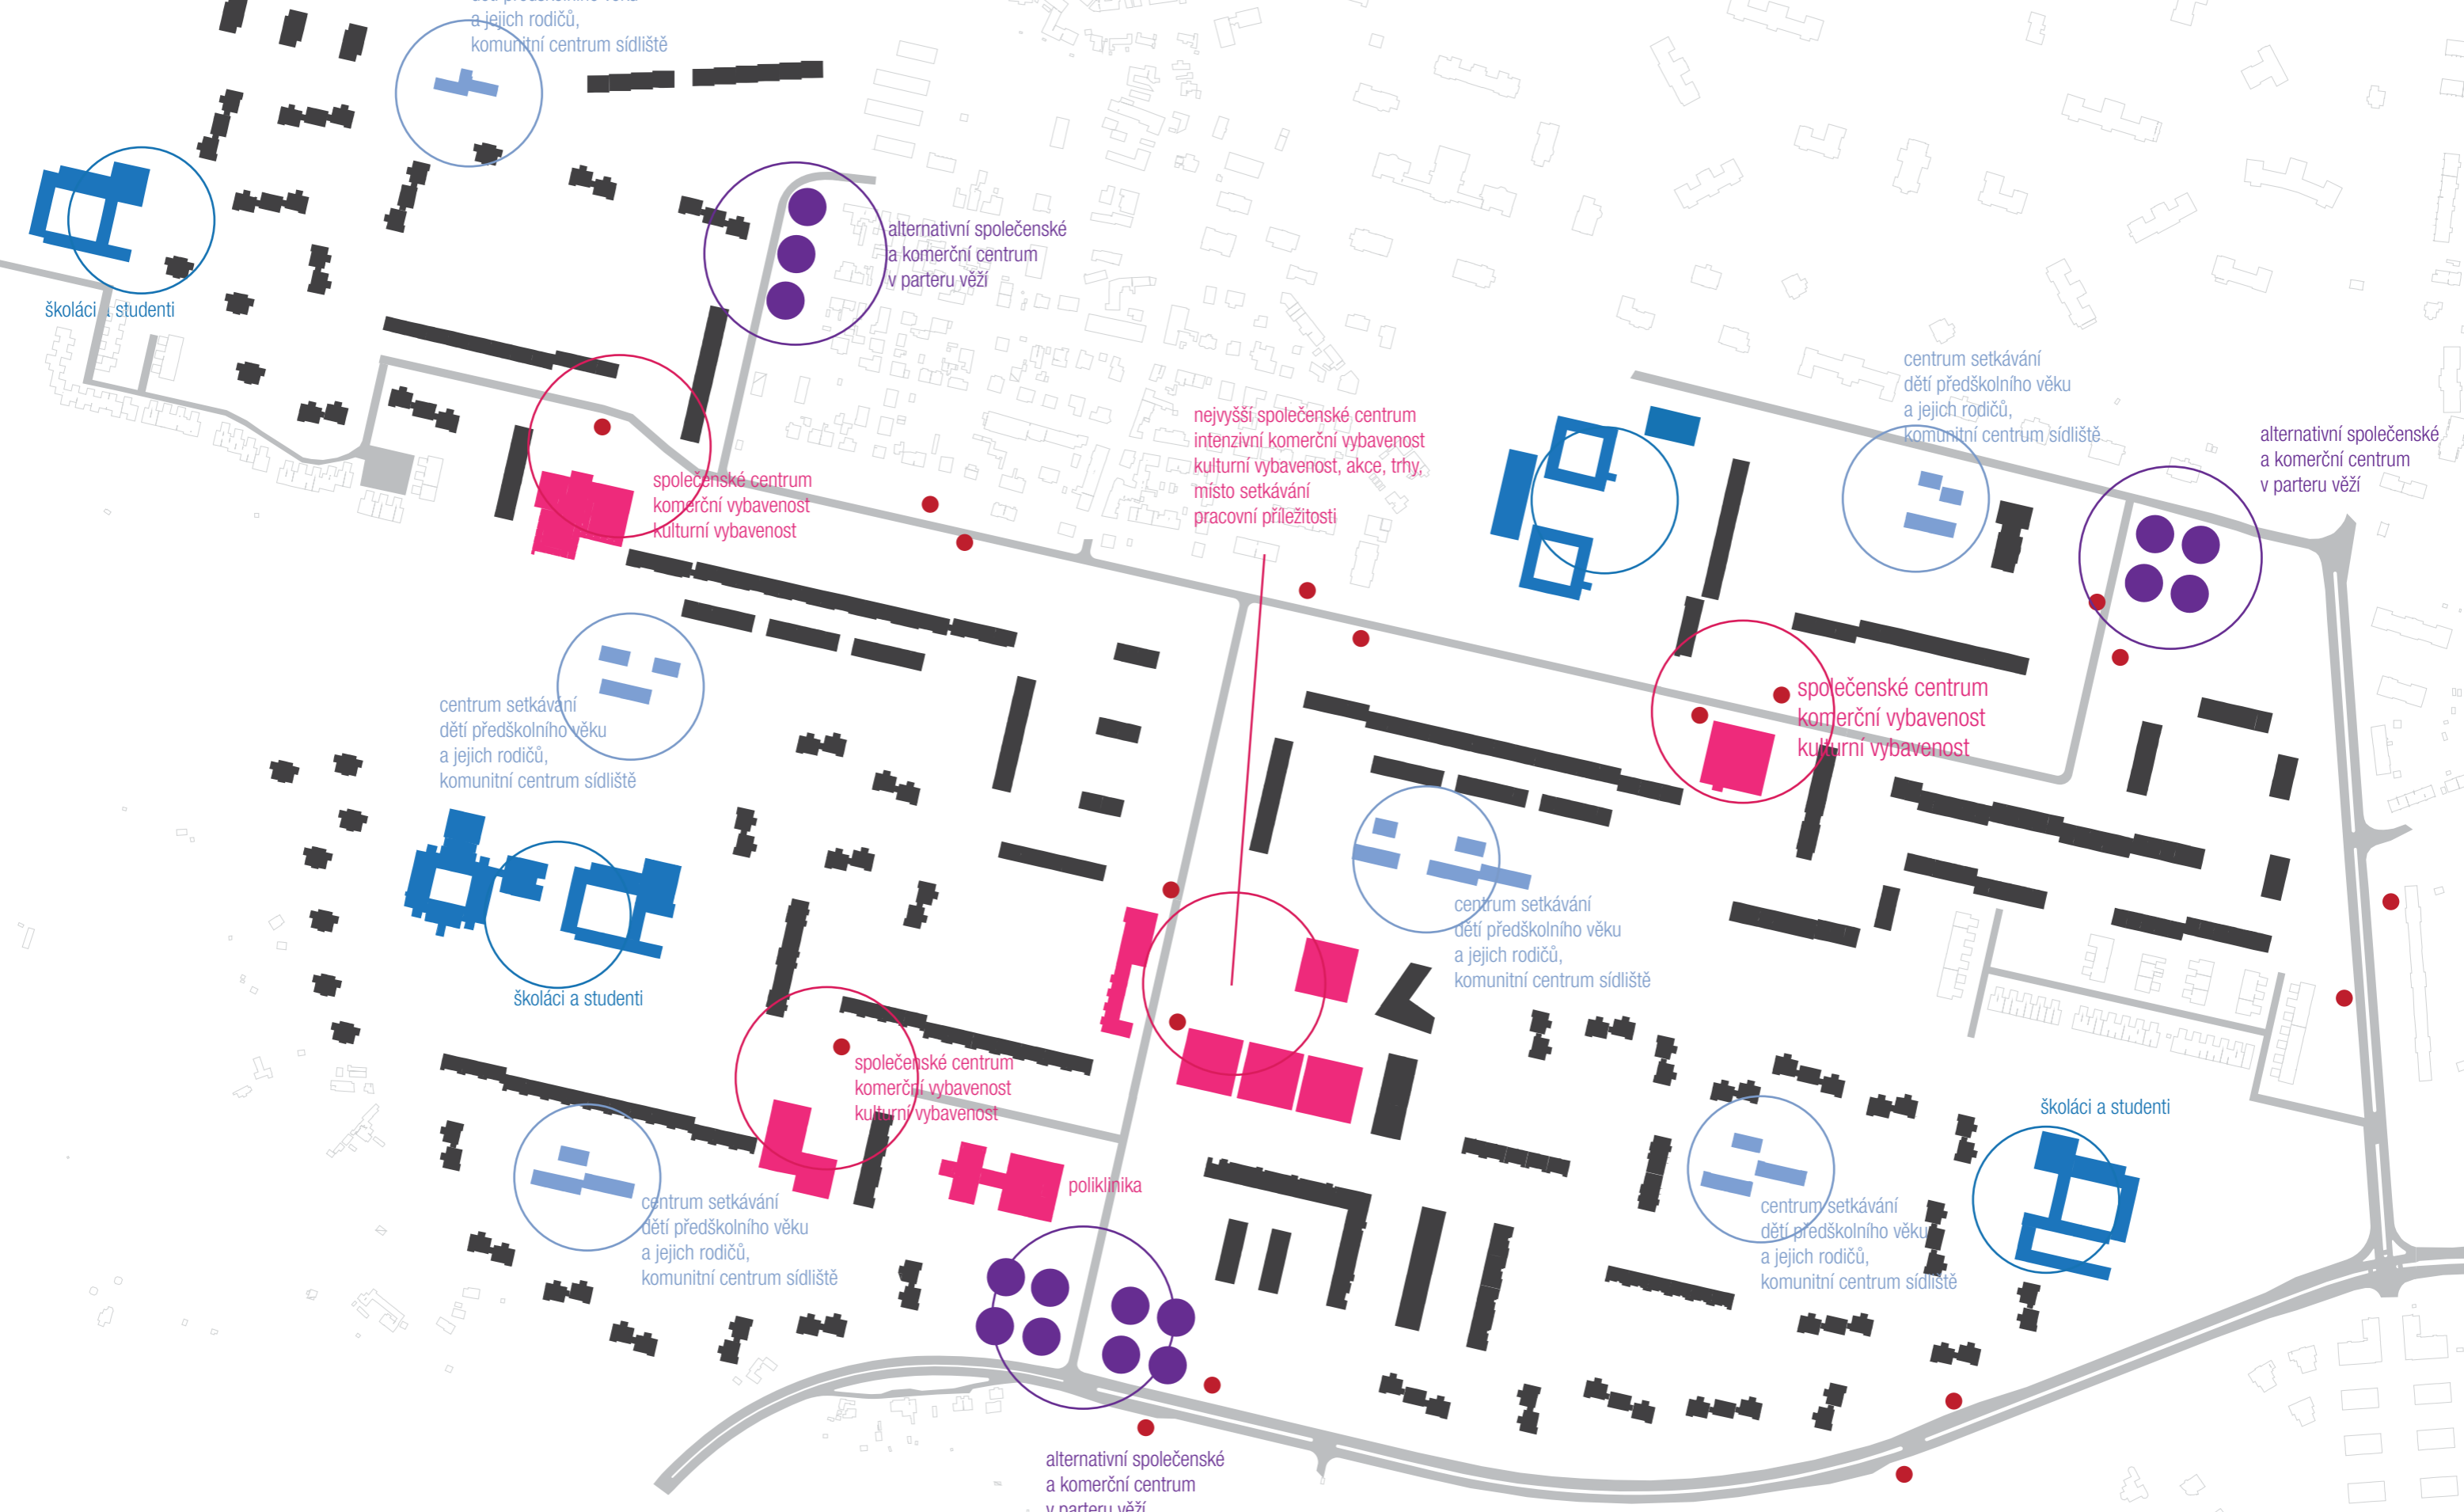 dětí předškolního věku
a jejich rodičů,
komunitní centrum sídliště
školáci a studenti
alternativní společenské
a komerční centrum
v parteru věží
společenské centrum
komerční vybavenost
kulturní vybavenost
nejvyšší společenské centrum
intenzivní komerční vybavenost
kulturní vybavenost, akce, trhy,
místo setkávání
pracovní příležitosti
centrum setkávání
dětí předškolního věku
a jejich rodičů,
komunitní centrum sídliště
alternativní společenské
a komerční centrum
v parteru věží
centrum setkávání
dětí předškolního věku
a jejich rodičů,
komunitní centrum sídliště
společenské centrum
komerční vybavenost
kulturní vybavenost
centrum setkávání
dětí předškolního věku
a jejich rodičů,
komunitní centrum sídliště
školáci a studenti
společenské centrum
komerční vybavenost
kulturní vybavenost
školáci a studenti
poliklinika
centrum setkávání
dětí předškolního věku
a jejich rodičů,
komunitní centrum sídliště
centrum setkávání
dětí předškolního věku
a jejich rodičů,
komunitní centrum sídliště
alternativní společenské
a komerční centrum
v parteru věží